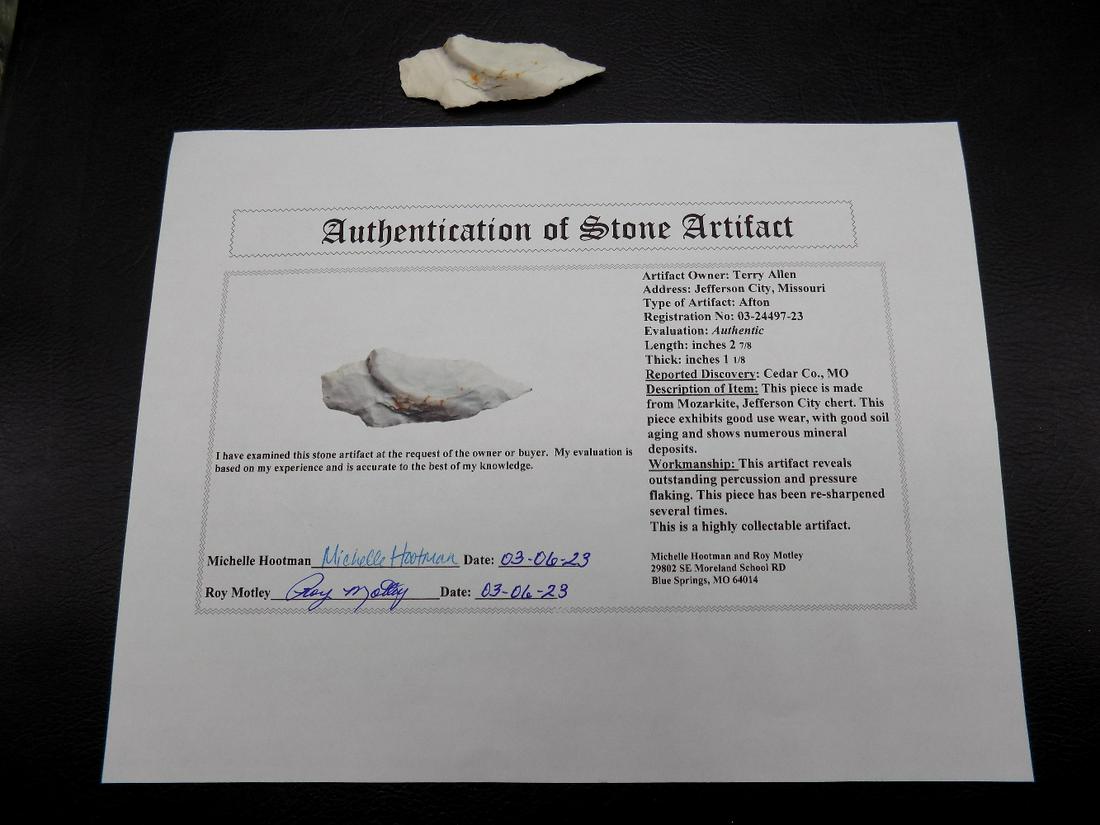 Authentication of Stone Artifact
Artifact Owner: Terry Allen
Address: Jefferson City, Missouri
Type of Artifact: Afton
Registration No: 03-24497-23
Evaluation: Authentic
Length: inches 2 7/8
Thick: inches 1 1/8
Reported Discovery: Cedar Co., MO
Description of Item: This piece is made
from Mozarkite, Jefferson City chert. This
piece exhibits good use wear, with good soil
aging and shows numerous mineral
deposits.
Workmanship: This artifact reveals
outstanding percussion and pressure
flaking. This piece has been re-sharpened
several times.
This is a highly collectable artifact.
I have examined this stone artifact at the request of the owner or buyer. My evaluation is
based on my experience and is accurate to the best of my knowledge.
Michelle Hootman Michelle Hootman Date: 03-06-23
Roy Motley Roy Motley Date: 03-06-23
Michelle Hootman and Roy Motley
29802 SE Moreland School RD
Blue Springs, MO 64014